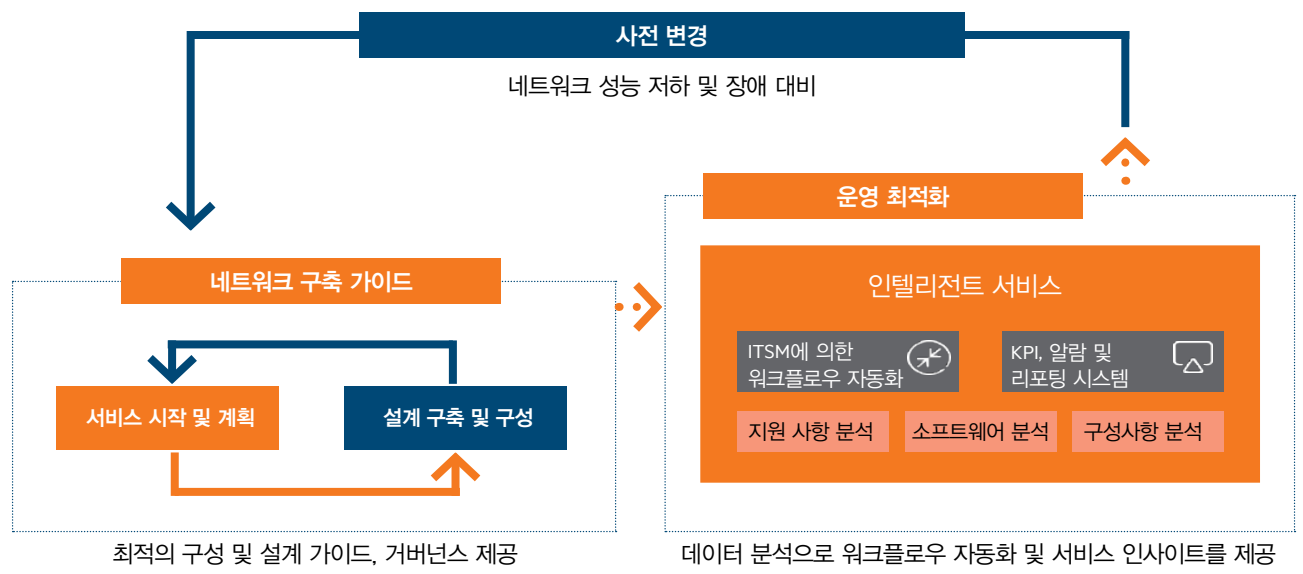 사전 변경
네트워크 성능 저하 및 장애 대비
네트워크 구축 가이드
서비스 시작 및 계획
설계 구축 및 구성
최적의 구성 및 설계 가이드, 거버넌스 제공
운영 최적화
인텔리전트 서비스
ITSM에 의한
워크플로우 자동화
KPI, 알람 및
리포팅 시스템
지원 사항 분석
소프트웨어 분석
구성사항 분석
데이터 분석으로 워크플로우 자동화 및 서비스 인사이트를 제공